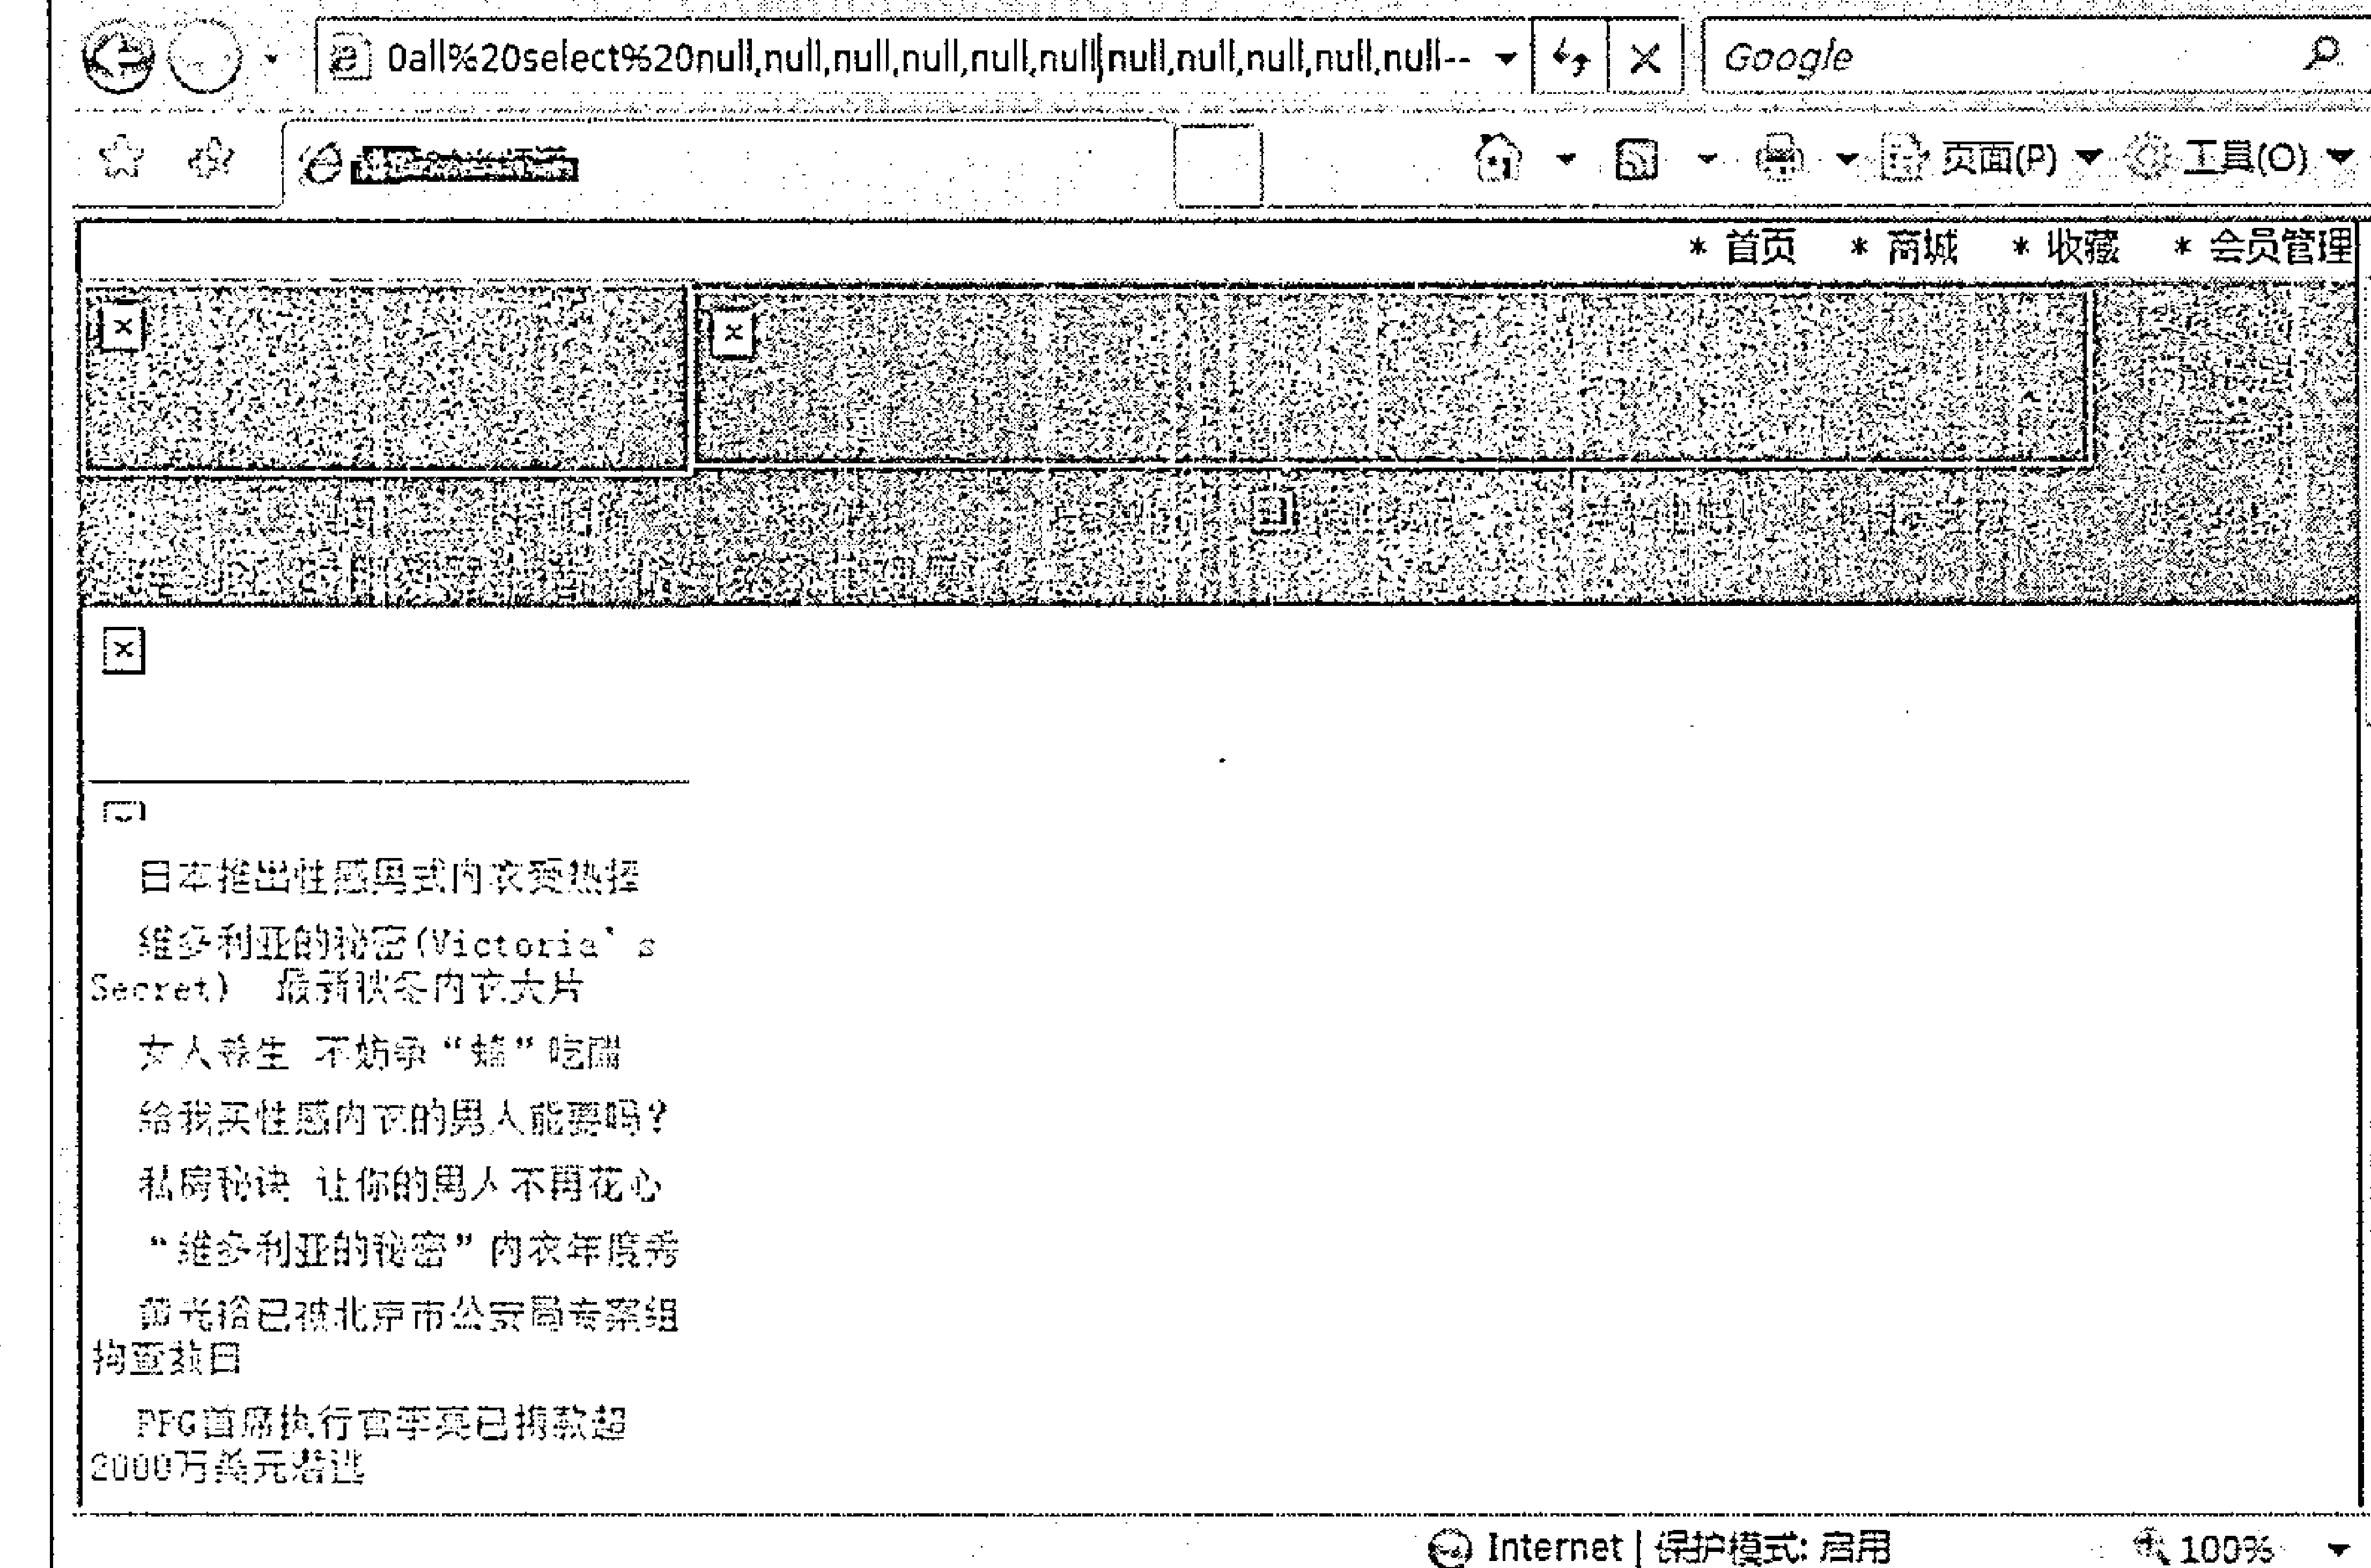 0all%20select%20null,null,null,null,null,null,null,null,null,null,null--
Google
页面(P) 工具(O)
* 首页 * 商城 * 收藏 * 会员管理
日本推出性感男式内衣受热捧
维多利亚的秘密(Victoria's
Secret) 最新秋冬内衣大片
女人养生 不妨争“醋”吃
给我买性感内衣的男人能要吗?
私房秘诀 让你的男人不再花心
“维多利亚的秘密”内衣年度秀
黄光裕已被北京市公安局专案组
拘查数日
PFG首席执行官李亮已携款超
2000万美元潜逃
Internet | 保护模式: 启用
100%